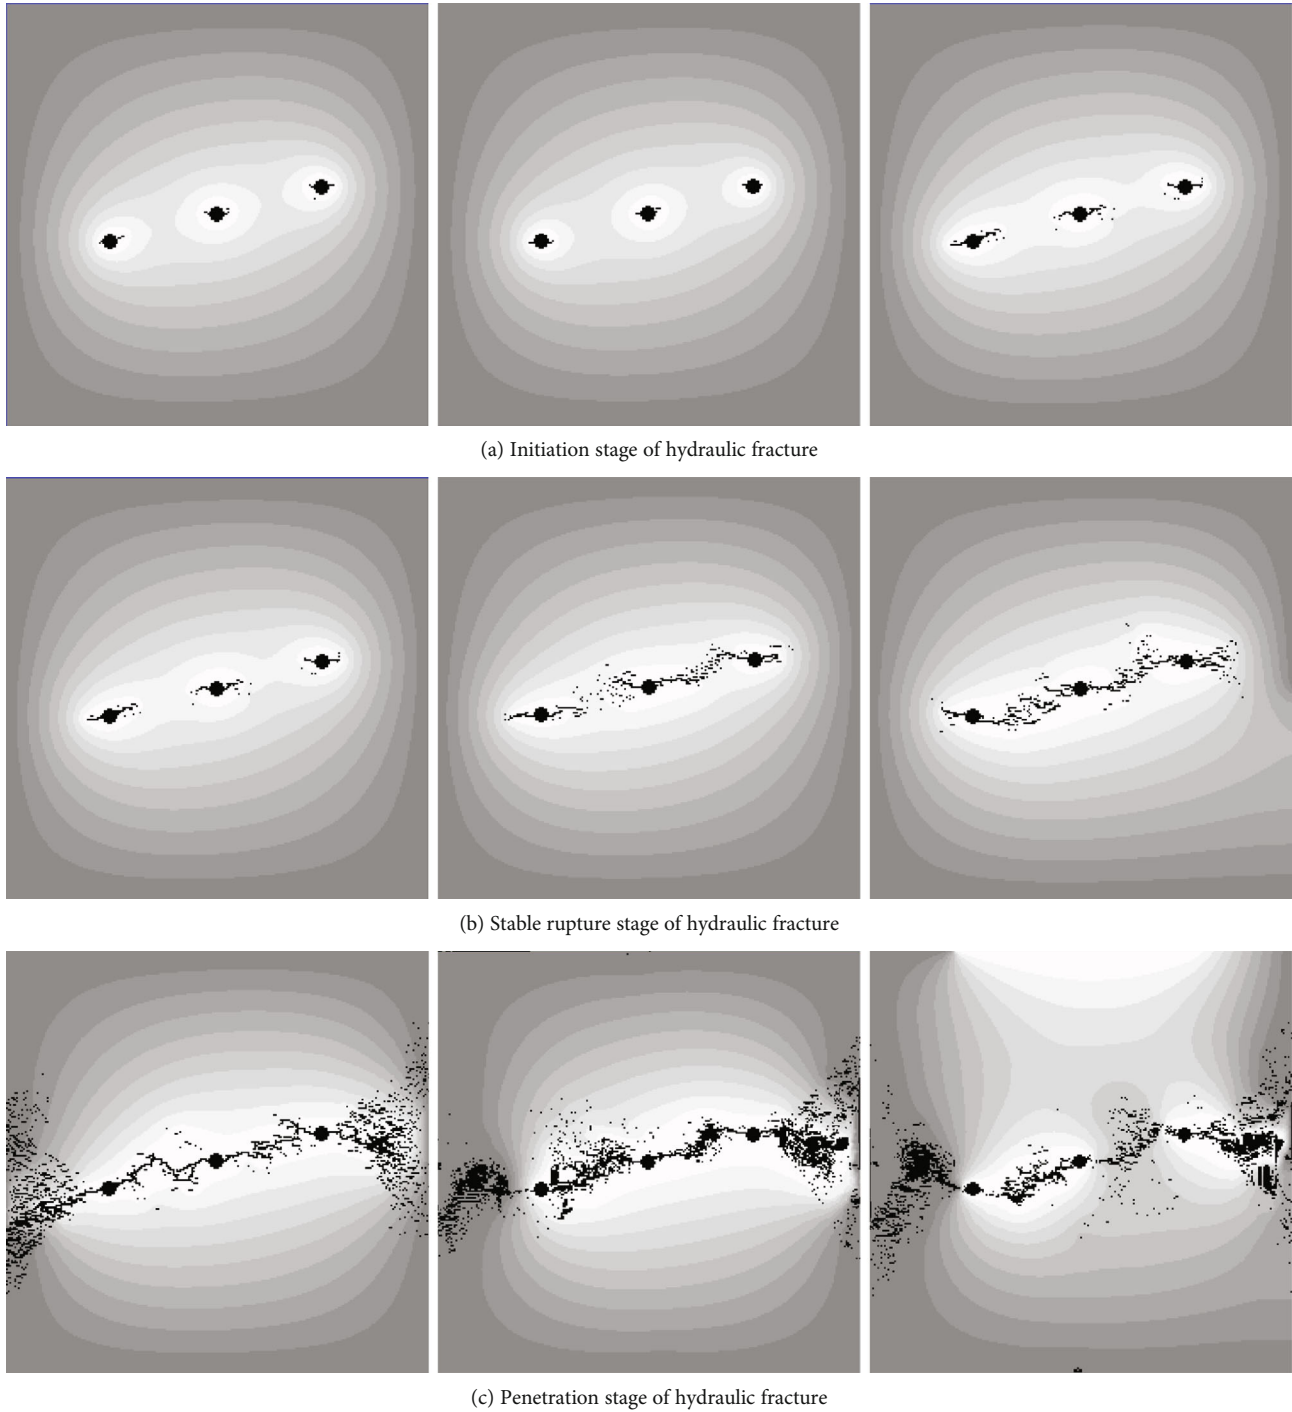 (a) Initiation stage of hydraulic fracture
(b) Stable rupture stage of hydraulic fracture
(c) Penetration stage of hydraulic fracture